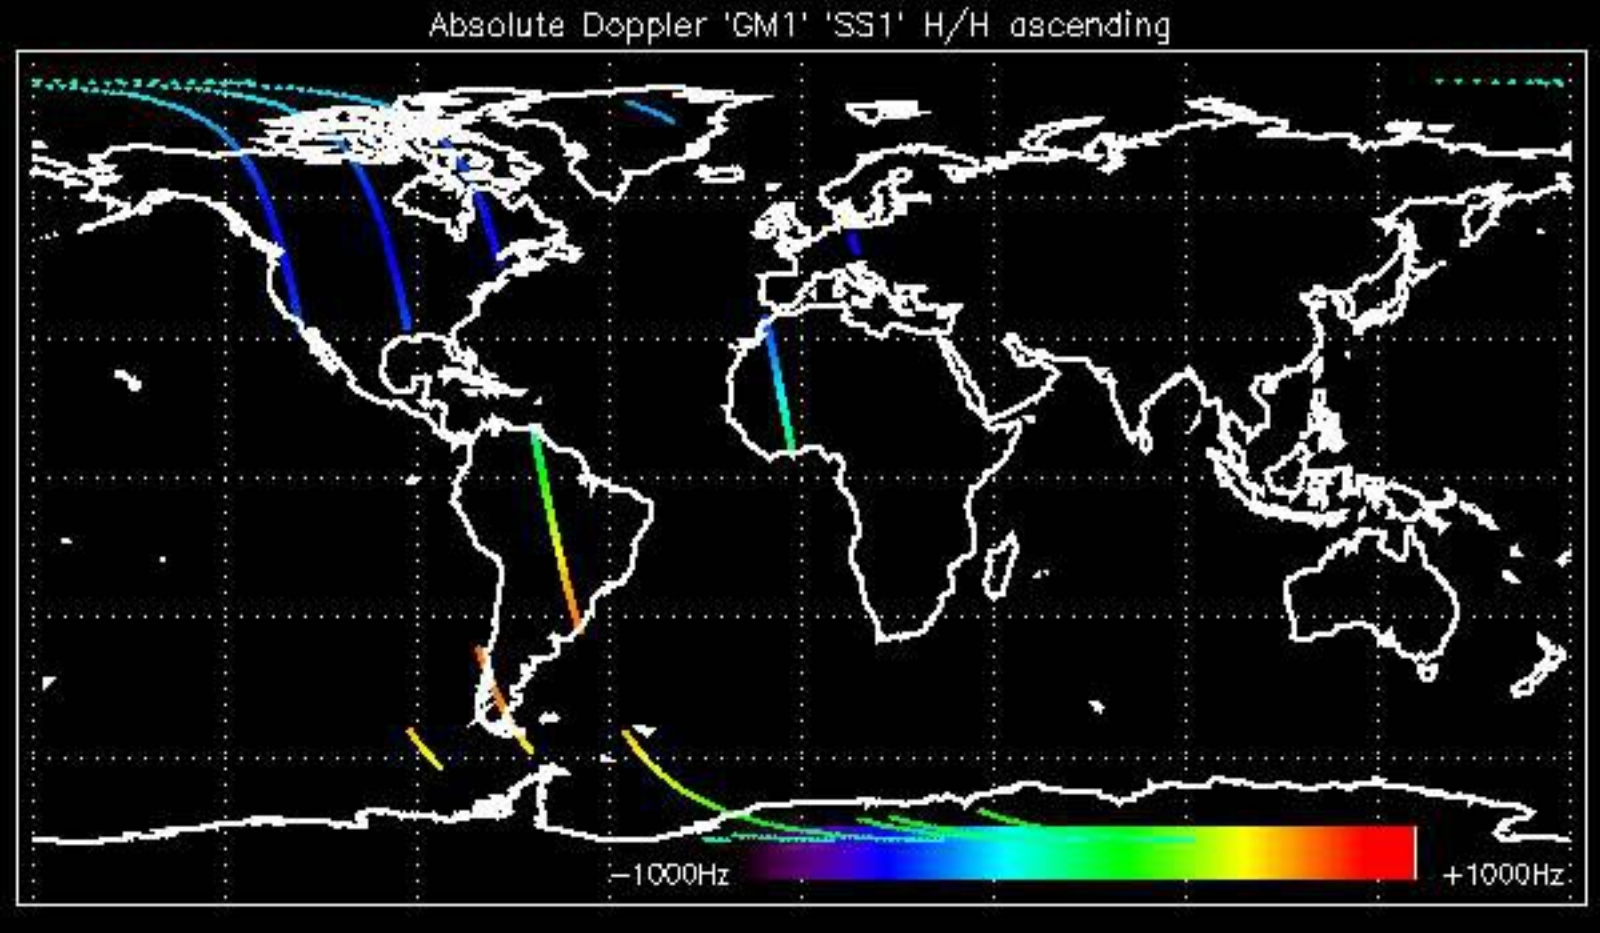 Absolute Doppler 'GM1' 'SS1' H/H ascending
−1000Hz
+1000Hz